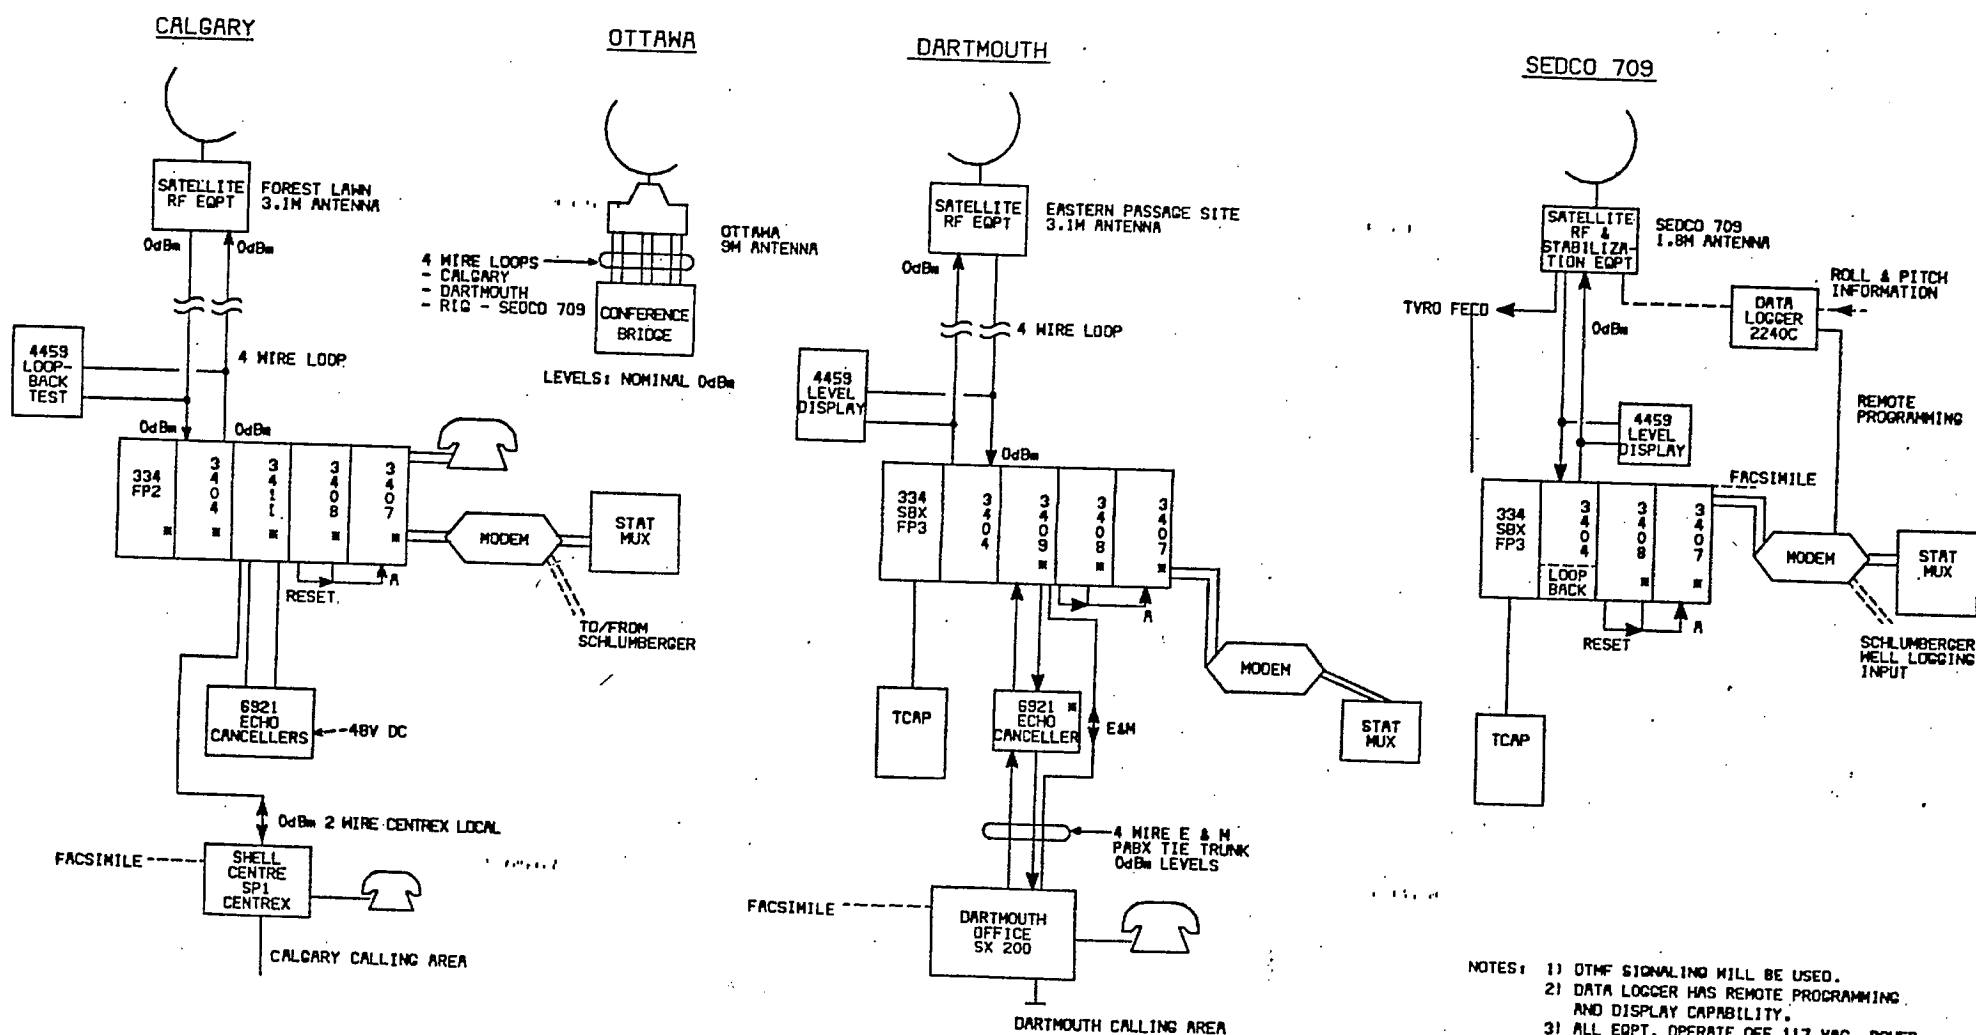 CALGARY
SATELLITE
RF EQPT
FOREST LAWN
3.1M ANTENNA
0dBm
0dBm
4459
LOOP-
BACK
TEST
4 WIRE LOOP
0dBm
0dBm
334
FP2
※
3404 ※
3411
3408 ※
3407 ※
RESET
A
MODEM
STAT
MUX
TO/FROM
SCHLUMBERGER
6921
ECHO
CANCELLERS
-48V DC
0dBm 2 WIRE CENTREX LOCAL
FACSIMILE
SHELL
CENTRE
SP1
CENTREX
CALGARY CALLING AREA
OTTAWA
OTTAWA
9M ANTENNA
4 WIRE LOOPS
- CALGARY
- DARTMOUTH
- RIG - SEDCO 709
CONFERENCE
BRIDGE
LEVELS: NOMINAL 0dBm
DARTMOUTH
SATELLITE
RF EQPT
EASTERN PASSAGE SITE
3.1M ANTENNA
0dBm
4 WIRE LOOP
4459
LEVEL
DISPLAY
0dBm
334
SBX
FP3
3404
3409 ※
3408 ※
3407 ※
A
MODEM
STAT
MUX
TCAP
6921 ※
ECHO
CANCELLER
E&M
4 WIRE E & M
PABX TIE TRUNK
0dBm LEVELS
FACSIMILE
DARTMOUTH
OFFICE
SX 200
DARTMOUTH CALLING AREA
SEDCO 709
SATELLITE
RF &
STABILIZA-
TION EQPT
SEDCO 709
1.8M ANTENNA
TVRO FEED
0dBm
DATA
LOGGER
2240C
ROLL & PITCH
INFORMATION
REMOTE
PROGRAMMING
4459
LEVEL
DISPLAY
FACSIMILE
334
SBX
FP3
3404
LOOP
BACK
3408 ※
3407 ※
RESET
A
MODEM
STAT
MUX
SCHLUMBERGER
WELL LOGGING
INPUT
TCAP
NOTES: 1) DTMF SIGNALING WILL BE USED.
2) DATA LOGGER HAS REMOTE PROGRAMMING
AND DISPLAY CAPABILITY.
3) ALL EQPT. OPERATE OFF 117 VAC POWER